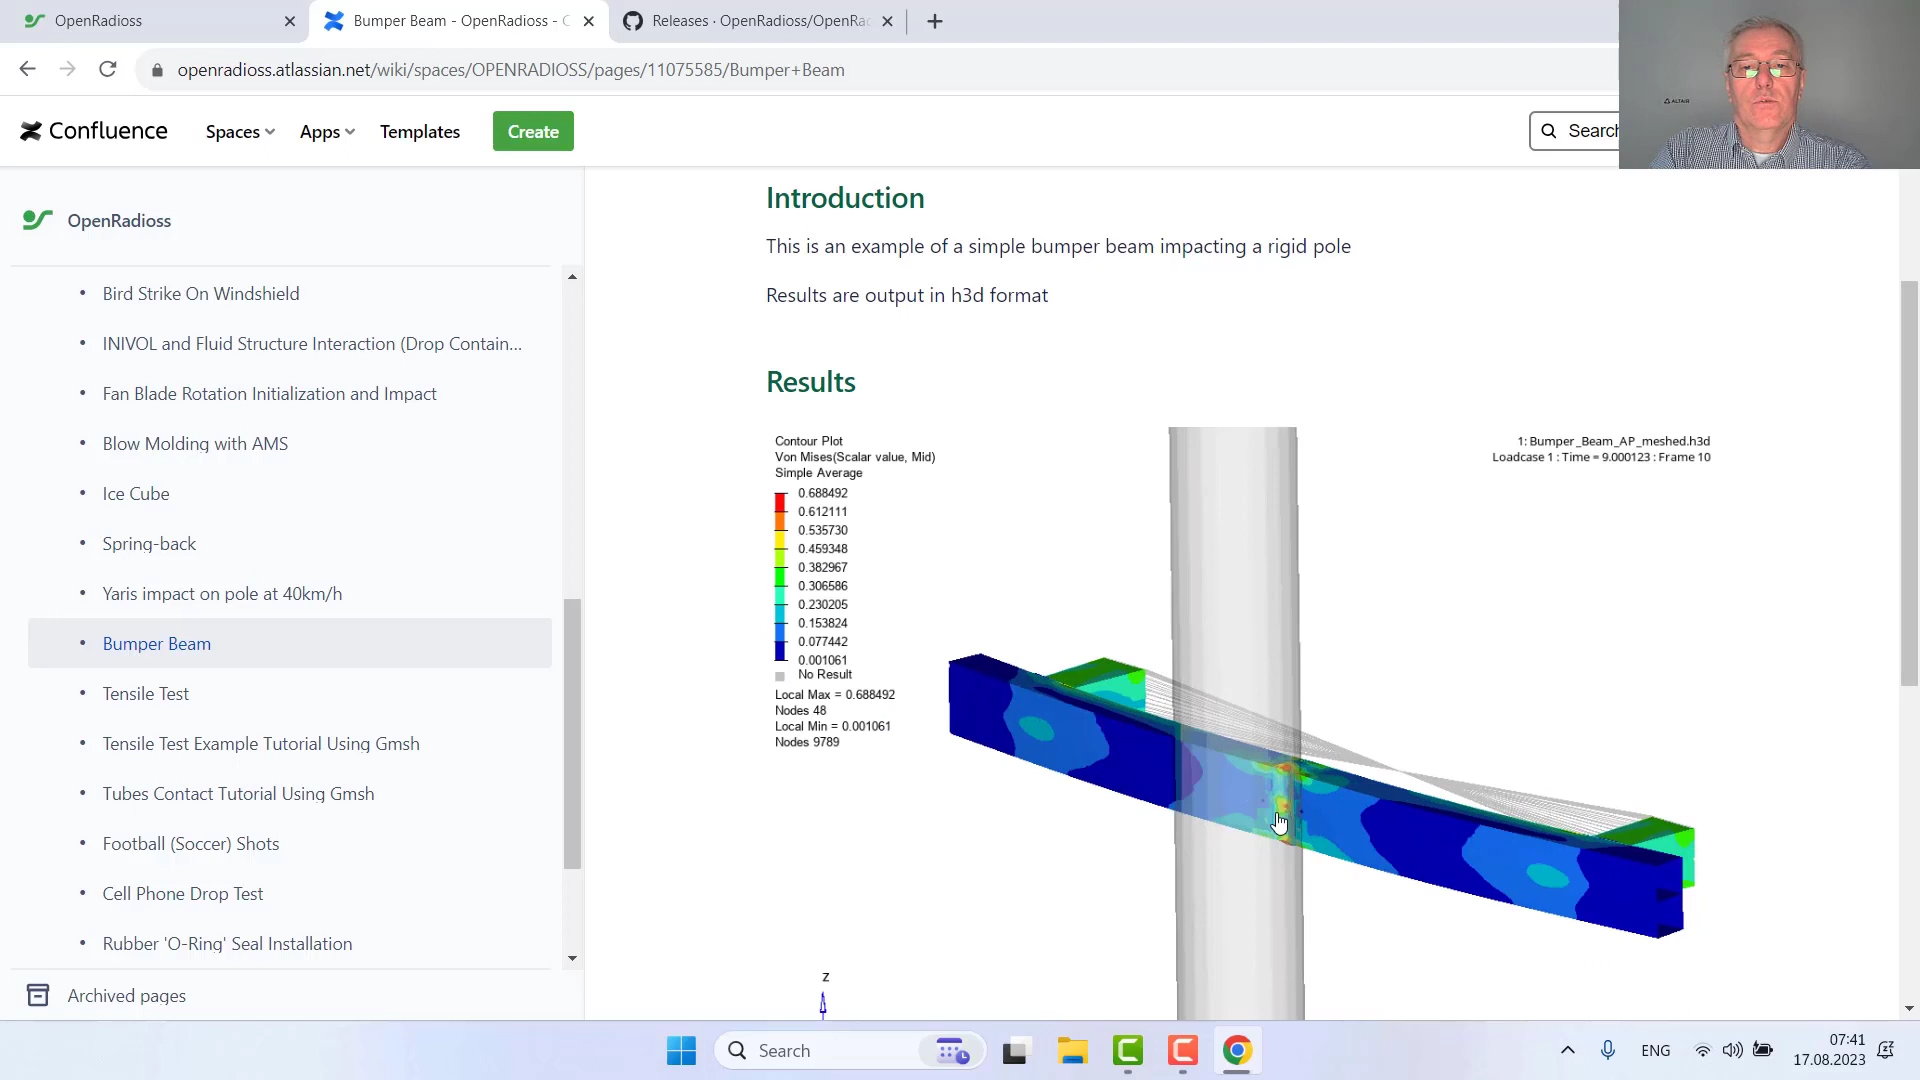 OpenRadioss
Bumper Beam - OpenRadioss - C
Releases · OpenRadioss/OpenRa
openradioss.atlassian.net/wiki/spaces/OPENRADIOSS/pages/11075585/Bumper+Beam
Confluence
Spaces
Apps
Templates
Create
Search
ALTAIR
OpenRadioss
Bird Strike On Windshield
INIVOL and Fluid Structure Interaction (Drop Contain...
Fan Blade Rotation Initialization and Impact
Blow Molding with AMS
Ice Cube
Spring-back
Yaris impact on pole at 40km/h
Bumper Beam
Tensile Test
Tensile Test Example Tutorial Using Gmsh
Tubes Contact Tutorial Using Gmsh
Football (Soccer) Shots
Cell Phone Drop Test
Rubber 'O-Ring' Seal Installation
Archived pages
Introduction
This is an example of a simple bumper beam impacting a rigid pole
Results are output in h3d format
Results
Contour Plot
Von Mises(Scalar value, Mid)
Simple Average
0.688492
0.612111
0.535730
0.459348
0.382967
0.306586
0.230205
0.153824
0.077442
0.001061
No Result
Local Max = 0.688492
Nodes 48
Local Min = 0.001061
Nodes 9789
1: Bumper_Beam_AP_meshed.h3d
Loadcase 1 : Time = 9.000123 : Frame 10
Z
Search
ENG
07:41
17.08.2023